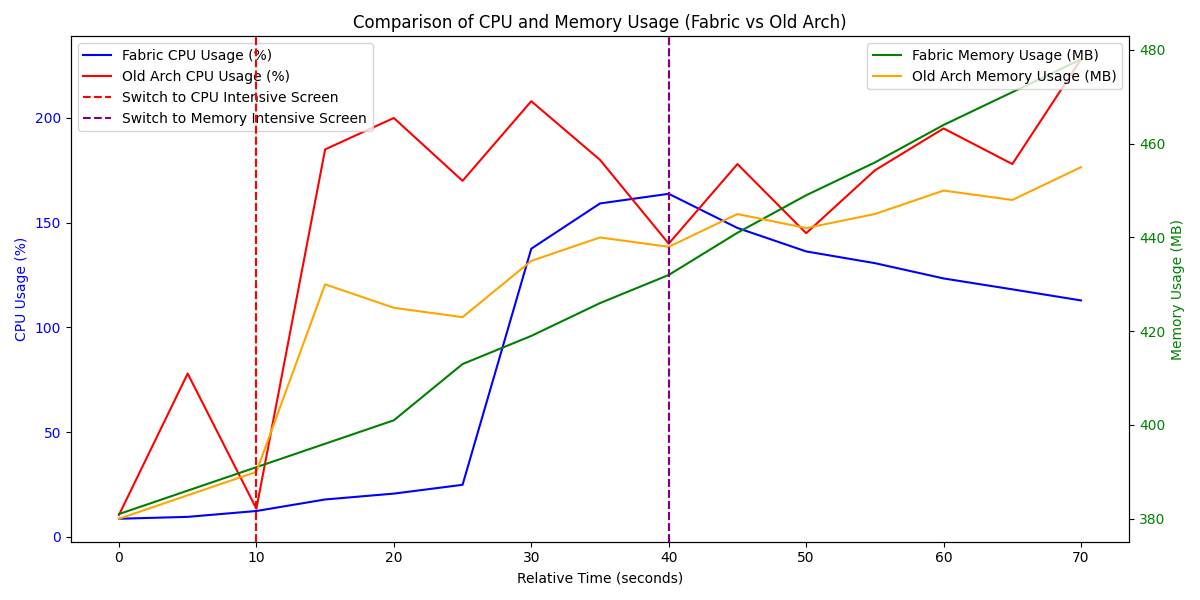 Comparison of CPU and Memory Usage (Fabric vs Old Arch)
Fabric CPU Usage (%)
Old Arch CPU Usage (%)
Switch to CPU Intensive Screen
Switch to Memory Intensive Screen
Fabric Memory Usage (MB)
Old Arch Memory Usage (MB)
CPU Usage (%)
200
150
100
50
0
480
460
440
420
400
380
Memory Usage (MB)
0 10 20 30 40 50 60 70
Relative Time (seconds)